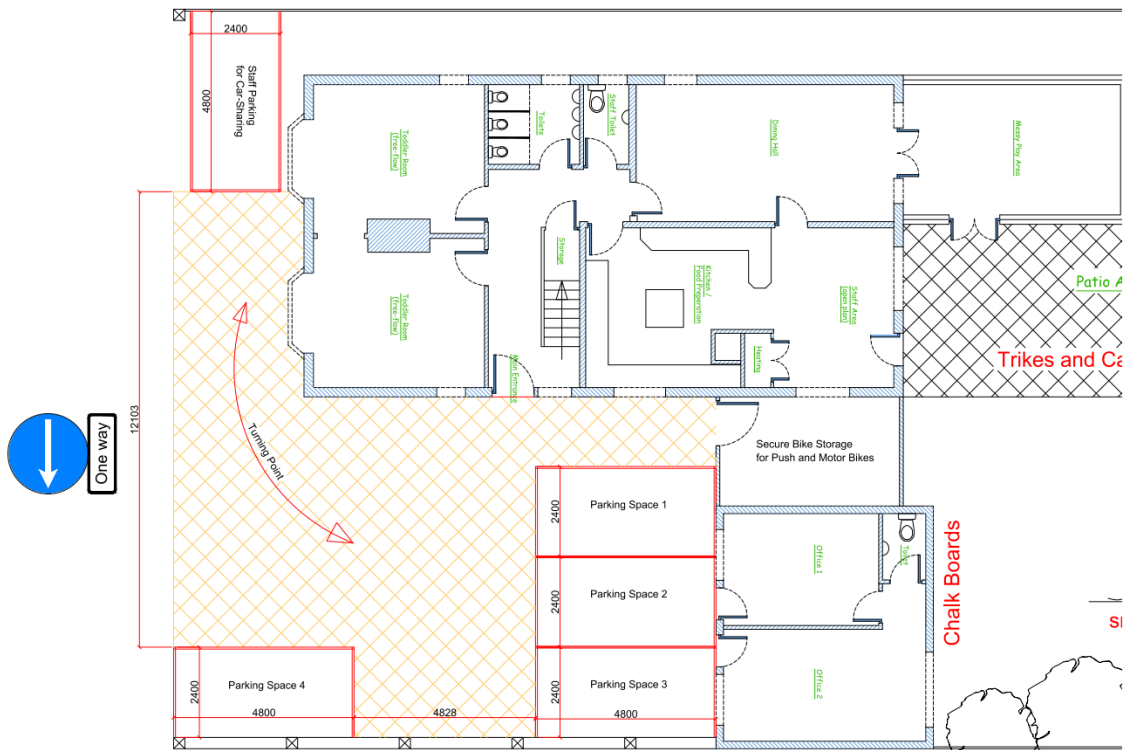 2400
4800
Staff Parking
for Car-Sharing
Toddler Room
(free-flow)
Toilets
Staff Toilet
Dining Hall
Messy Play Area
Storage
Kitchen /
Food Preperation
Staff Area
(open plan)
Patio A
Toddler Room
(free-flow)
Heating
Trikes and Ca
Main Entrance
12103
One way
Turning Point
Secure Bike Storage
for Push and Motor Bikes
2400
Parking Space 1
Office 1
Toilet
Chalk Boards
2400
Parking Space 2
2400
Parking Space 3
Office 2
2400
Parking Space 4
4800
4828
4800